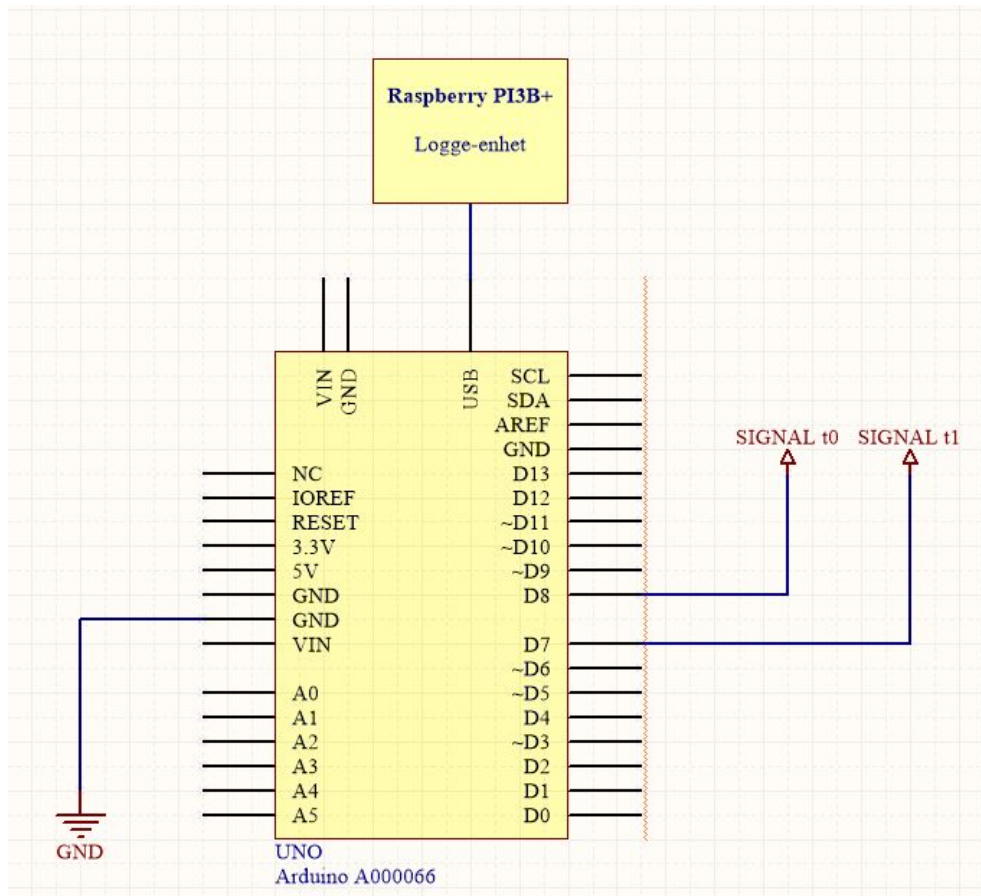 Raspberry PI3B+
Logge-enhet
VIN
GND
USB
SCL
SDA
AREF
GND
D13
D12
~D11
~D10
~D9
D8
D7
~D6
~D5
D4
~D3
D2
D1
D0
NC
IOREF
RESET
3.3V
5V
GND
GND
VIN
A0
A1
A2
A3
A4
A5
SIGNAL t0
SIGNAL t1
GND
UNO
Arduino A000066